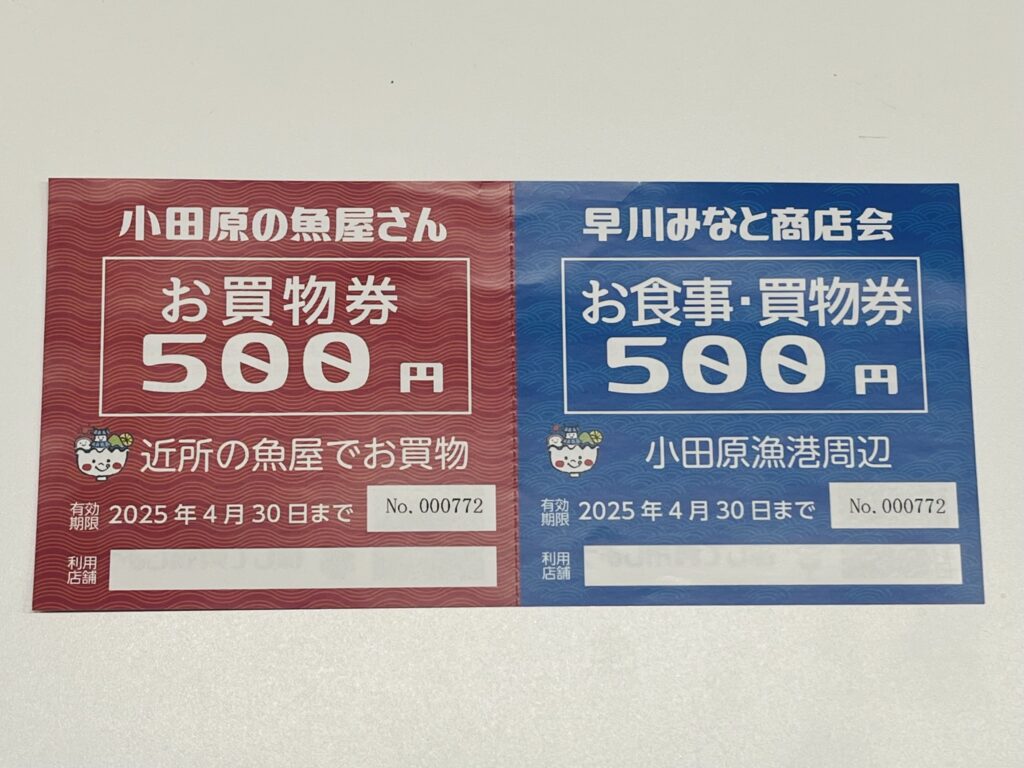 小田原の魚屋さん
お買物券
500円
近所の魚屋でお買物
有効期限 2025年4月30日まで
No.000772
利用店舗
早川みなと商店会
お食事・買物券
500円
小田原漁港周辺
有効期限 2025年4月30日まで
No.000772
利用店舗